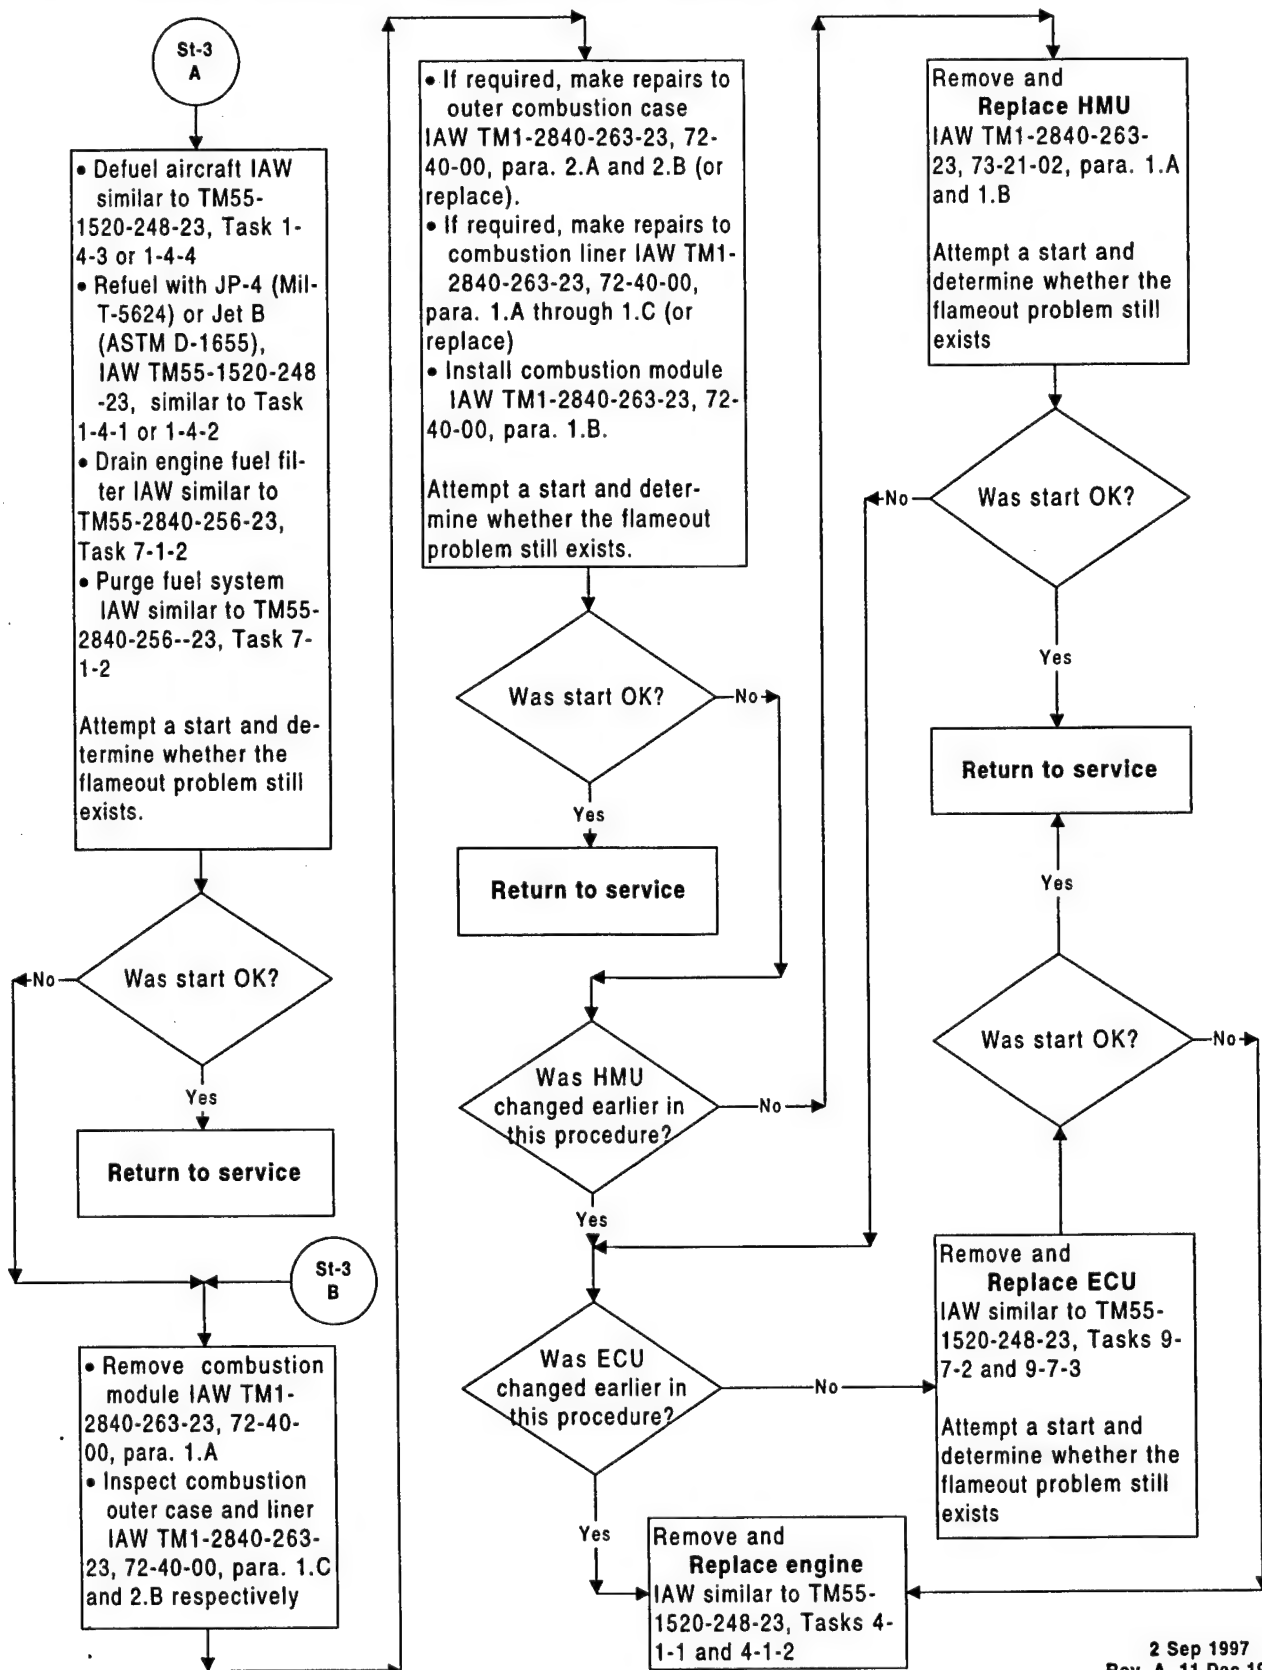 St-3
A
• Defuel aircraft IAW
similar to TM55-
1520-248-23, Task 1-
4-3 or 1-4-4
• Refuel with JP-4 (Mil-
T-5624) or Jet B
(ASTM D-1655),
IAW TM55-1520-248
-23, similar to Task
1-4-1 or 1-4-2
• Drain engine fuel fil-
ter IAW similar to
TM55-2840-256-23,
Task 7-1-2
• Purge fuel system
IAW similar to TM55-
2840-256--23, Task 7-
1-2
Attempt a start and de-
termine whether the
flameout problem still
exists.
Was start OK?
No
Yes
Return to service
St-3
B
• Remove combustion
module IAW TM1-
2840-263-23, 72-40-
00, para. 1.A
• Inspect combustion
outer case and liner
IAW TM1-2840-263-
23, 72-40-00, para. 1.C
and 2.B respectively
• If required, make repairs to
outer combustion case
IAW TM1-2840-263-23, 72-
40-00, para. 2.A and 2.B (or
replace).
• If required, make repairs to
combustion liner IAW TM1-
2840-263-23, 72-40-00,
para. 1.A through 1.C (or
replace)
• Install combustion module
IAW TM1-2840-263-23, 72-
40-00, para. 1.B.
Attempt a start and deter-
mine whether the flameout
problem still exists.
Was start OK?
No
Yes
Return to service
Was HMU
changed earlier in
this procedure?
No
Yes
Was ECU
changed earlier in
this procedure?
No
Yes
Remove and
Replace engine
IAW similar to TM55-
1520-248-23, Tasks 4-
1-1 and 4-1-2
Remove and
Replace HMU
IAW TM1-2840-263-
23, 73-21-02, para. 1.A
and 1.B
Attempt a start and
determine whether the
flameout problem still
exists
Was start OK?
No
Yes
Return to service
Yes
Was start OK?
No
Remove and
Replace ECU
IAW similar to TM55-
1520-248-23, Tasks 9-
7-2 and 9-7-3
Attempt a start and
determine whether the
flameout problem still
exists
2 Sep 1997
Rev. A, 11 Dec